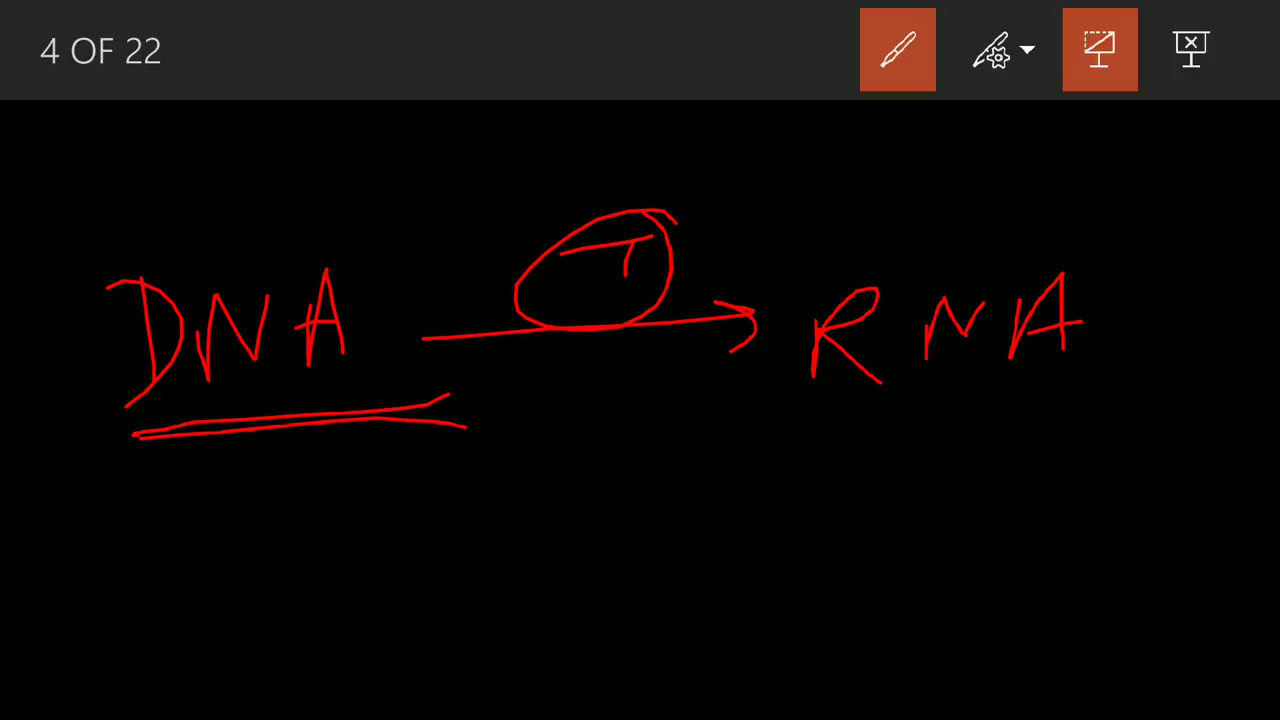 4 OF 22
T
DNA → RNA